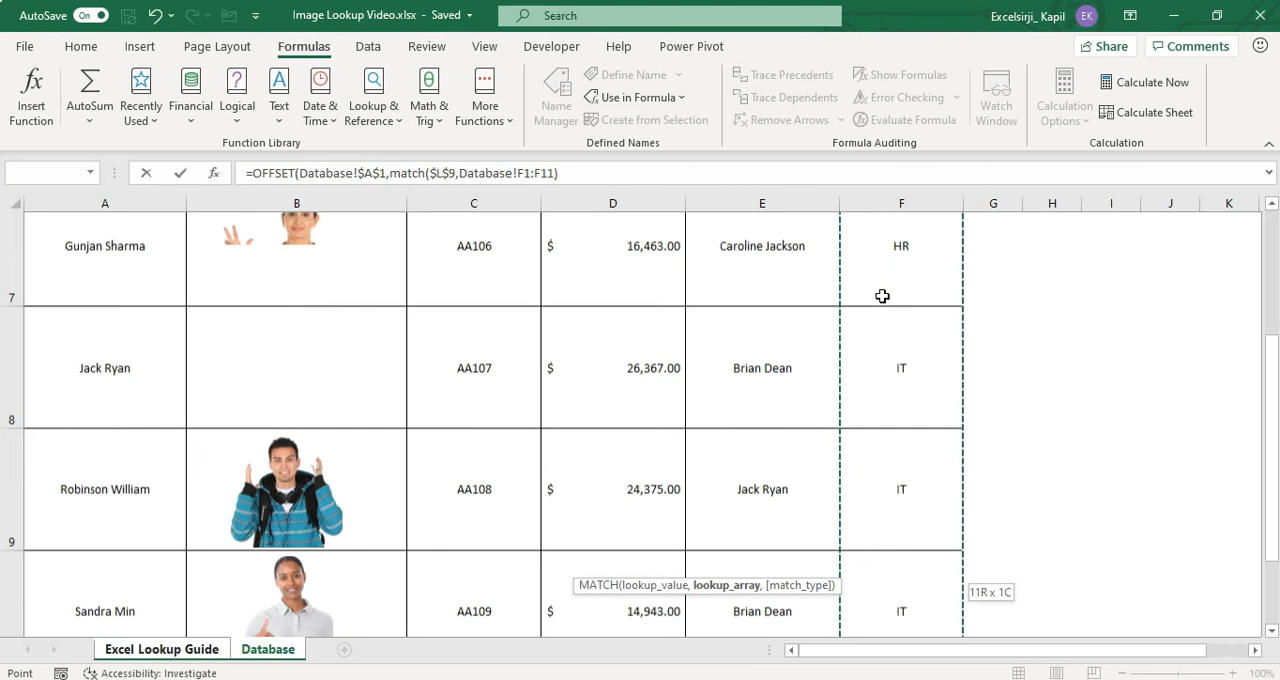 AutoSave On Image Lookup Video.xlsx - Saved Search Excelsirji_ Kapil EK
File Home Insert Page Layout Formulas Data Review View Developer Help Power Pivot Share Comments
Insert Function
AutoSum
Recently Used
Financial
Logical
Text
Date & Time
Lookup & Reference
Math & Trig
More Functions
Function Library
Name Manager
Define Name
Use in Formula
Create from Selection
Defined Names
Trace Precedents
Trace Dependents
Remove Arrows
Show Formulas
Error Checking
Evaluate Formula
Formula Auditing
Watch Window
Calculation Options
Calculate Now
Calculate Sheet
Calculation
fx =OFFSET(Database!$A$1,match($L$9,Database!F1:F11)
A B C D E F G H I J K
Gunjan Sharma AA106 $ 16,463.00 Caroline Jackson HR
7
Jack Ryan AA107 $ 26,367.00 Brian Dean IT
8
Robinson William AA108 $ 24,375.00 Jack Ryan IT
9
MATCH(lookup_value, lookup_array, [match_type])
11R x 1C
Sandra Min AA109 $ 14,943.00 Brian Dean IT
Excel Lookup Guide Database
Point Accessibility: Investigate 100%